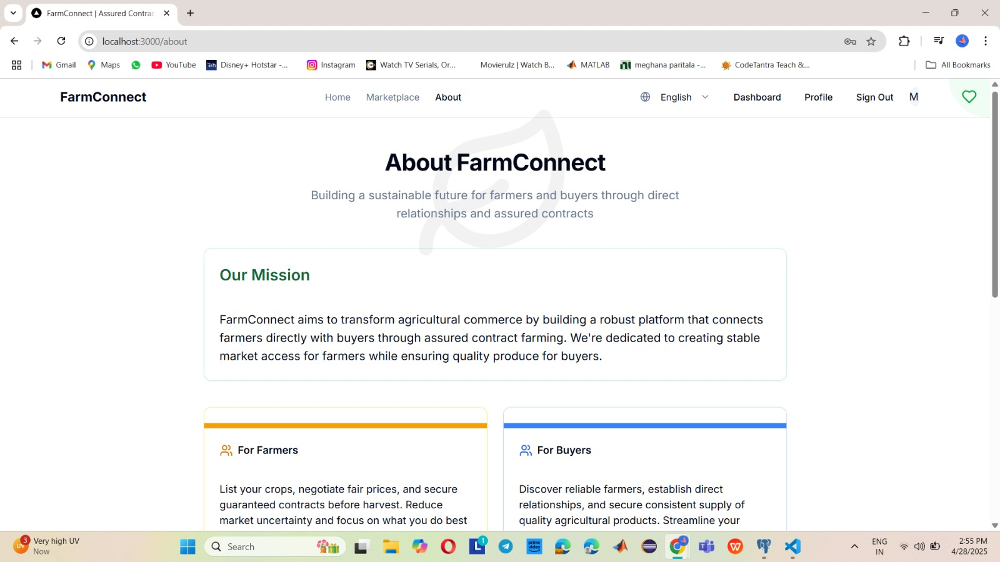 FarmConnect | Assured Contrac
localhost:3000/about
Gmail
Maps
YouTube
Disney+ Hotstar -...
Instagram
Watch TV Serials, Or...
Movierulz | Watch B...
MATLAB
meghana paritala -...
CodeTantra Teach &...
All Bookmarks
FarmConnect
Home
Marketplace
About
English
Dashboard
Profile
Sign Out
M
About FarmConnect
Building a sustainable future for farmers and buyers through direct
relationships and assured contracts
Our Mission
FarmConnect aims to transform agricultural commerce by building a robust platform that connects
farmers directly with buyers through assured contract farming. We're dedicated to creating stable
market access for farmers while ensuring quality produce for buyers.
For Farmers
List your crops, negotiate fair prices, and secure
guaranteed contracts before harvest. Reduce
market uncertainty and focus on what you do best
For Buyers
Discover reliable farmers, establish direct
relationships, and secure consistent supply of
quality agricultural products. Streamline your
3
UV
Very high UV
Now
Search
L
1
prime video
ENG
IN
2:55 PM
4/28/2025